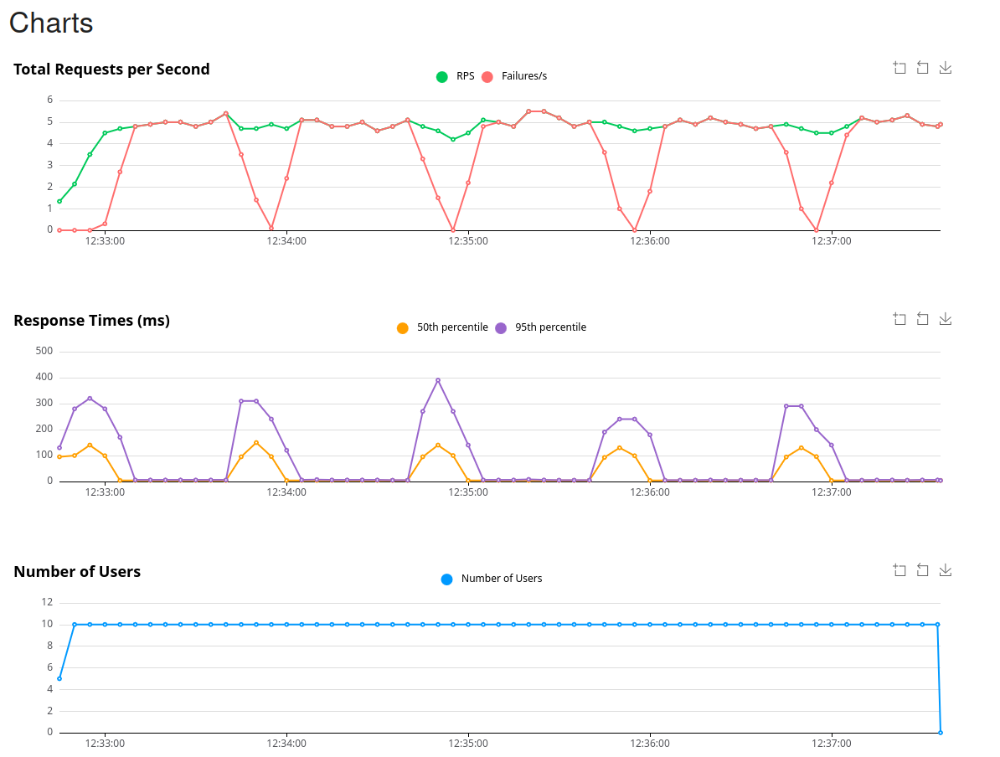 Charts
Total Requests per Second
RPS Failures/s
6
5
4
3
2
1
0
12:33:00 12:34:00 12:35:00 12:36:00 12:37:00
Response Times (ms)
50th percentile 95th percentile
500
400
300
200
100
0
12:33:00 12:34:00 12:35:00 12:36:00 12:37:00
Number of Users
Number of Users
12
10
8
6
4
2
0
12:33:00 12:34:00 12:35:00 12:36:00 12:37:00